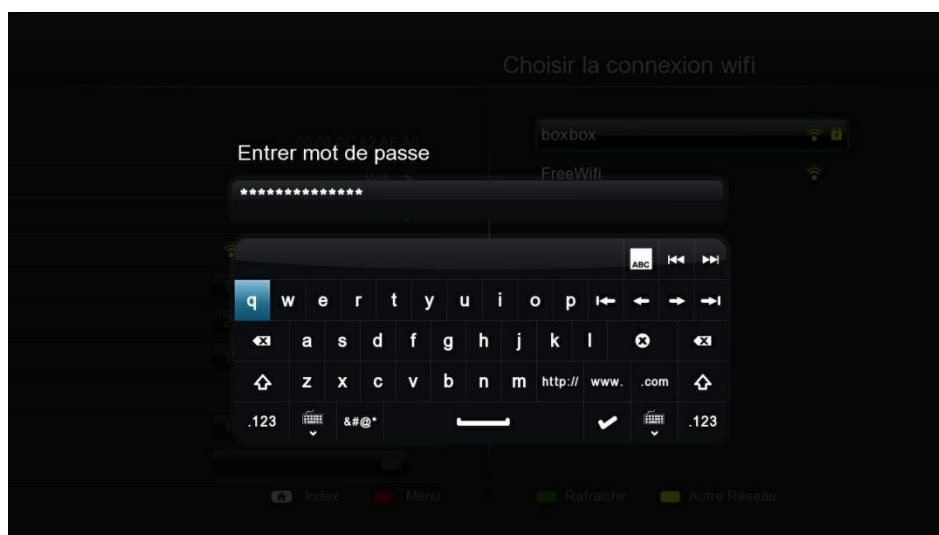 Choisir la connexion wifi
boxbox
Entrer mot de passe
FreeWifi
**************
ABC
q w e r t y u i o p
a s d f g h j k l
z x c v b n m http:// www. .com
.123 &#@* .123
Index Menu Rafraichir Autre Réseau